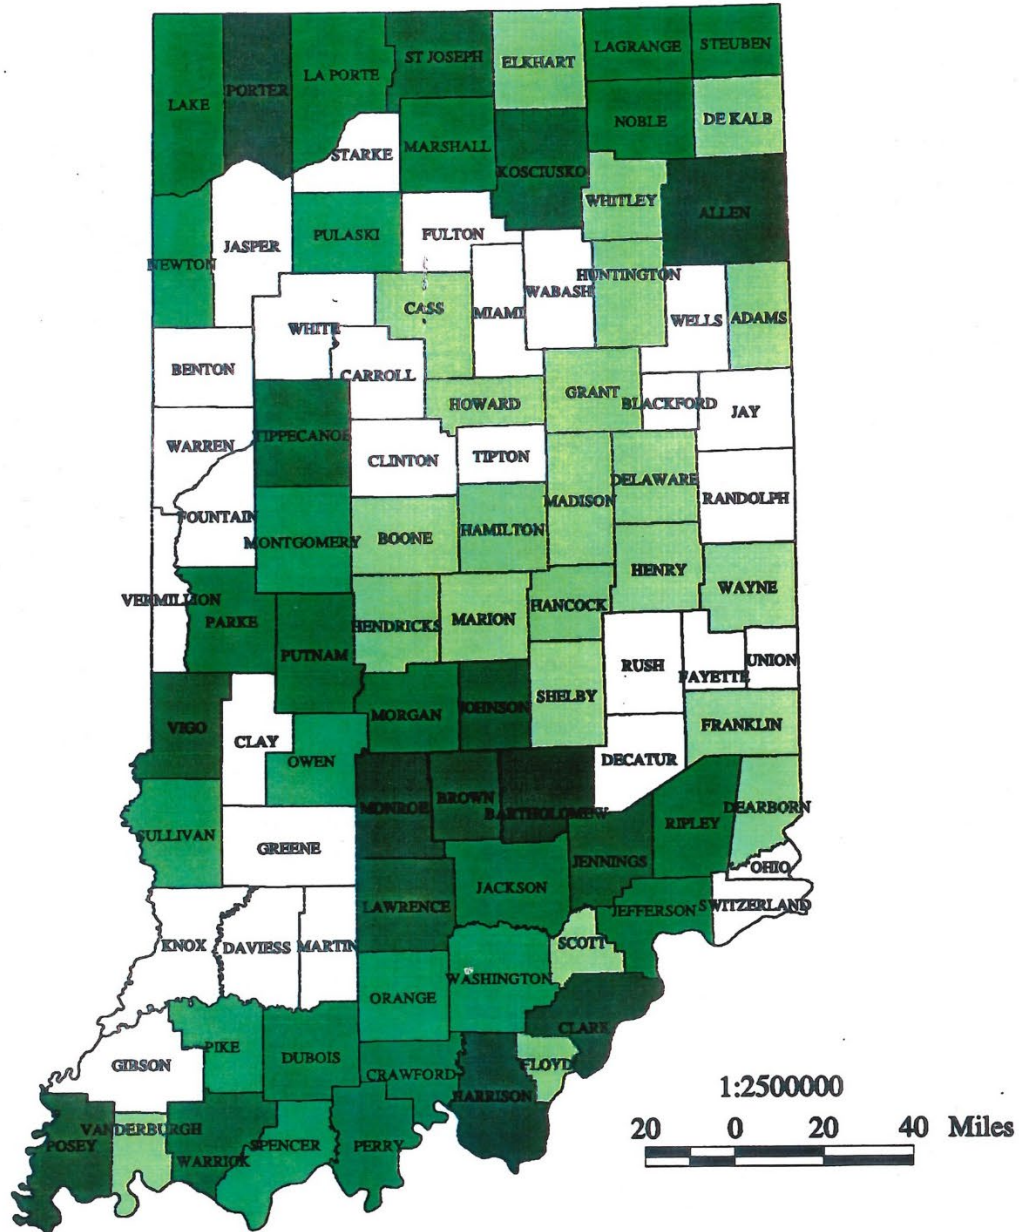 LAKE
PORTER
LA PORTE
ST JOSEPH
ELKHART
LAGRANGE
STEUBEN
STARKE
MARSHALL
KOSCIUSKO
NOBLE
DE KALB
WHITLEY
ALLEN
NEWTON
JASPER
PULASKI
FULTON
CASS
MIAMI
WABASH
HUNTINGTON
WELLS
ADAMS
WHITE
BENTON
CARROLL
HOWARD
GRANT
BLACKFORD
JAY
WARREN
TIPPECANOE
CLINTON
TIPTON
MADISON
DELAWARE
RANDOLPH
FOUNTAIN
MONTGOMERY
BOONE
HAMILTON
HENRY
WAYNE
VERMILLION
PARKE
PUTNAM
HENDRICKS
MARION
HANCOCK
RUSH
FAYETTE
UNION
VIGO
CLAY
OWEN
MORGAN
JOHNSON
SHELBY
DECATUR
FRANKLIN
SULLIVAN
GREENE
MONROE
BROWN
BARTHOLOMEW
JENNINGS
RIPLEY
DEARBORN
OHIO
KNOX
DAVIESS
MARTIN
LAWRENCE
JACKSON
JEFFERSON
SWITZERLAND
ORANGE
WASHINGTON
SCOTT
CLARK
GIBSON
PIKE
DUBOIS
CRAWFORD
HARRISON
FLOYD
POSEY
VANDERBURGH
WARRICK
SPENCER
PERRY
1:2500000
20 0 20 40 Miles